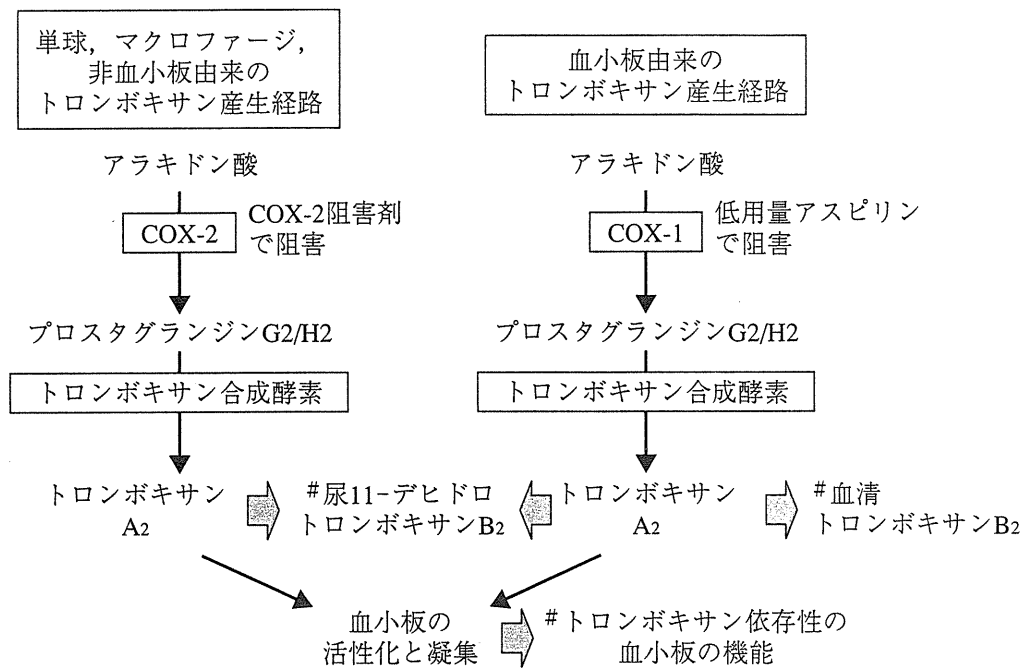 単球，マクロファージ，
非血小板由来の
トロンボキサン産生経路
血小板由来の
トロンボキサン産生経路
アラキドン酸
アラキドン酸
COX-2
COX-2阻害剤
で阻害
COX-1
低用量アスピリン
で阻害
プロスタグランジンG2/H2
プロスタグランジンG2/H2
トロンボキサン合成酵素
トロンボキサン合成酵素
トロンボキサン
A2
#尿11-デヒドロ
トロンボキサンB2
トロンボキサン
A2
#血清
トロンボキサンB2
血小板の
活性化と凝集
#トロンボキサン依存性の
血小板の機能